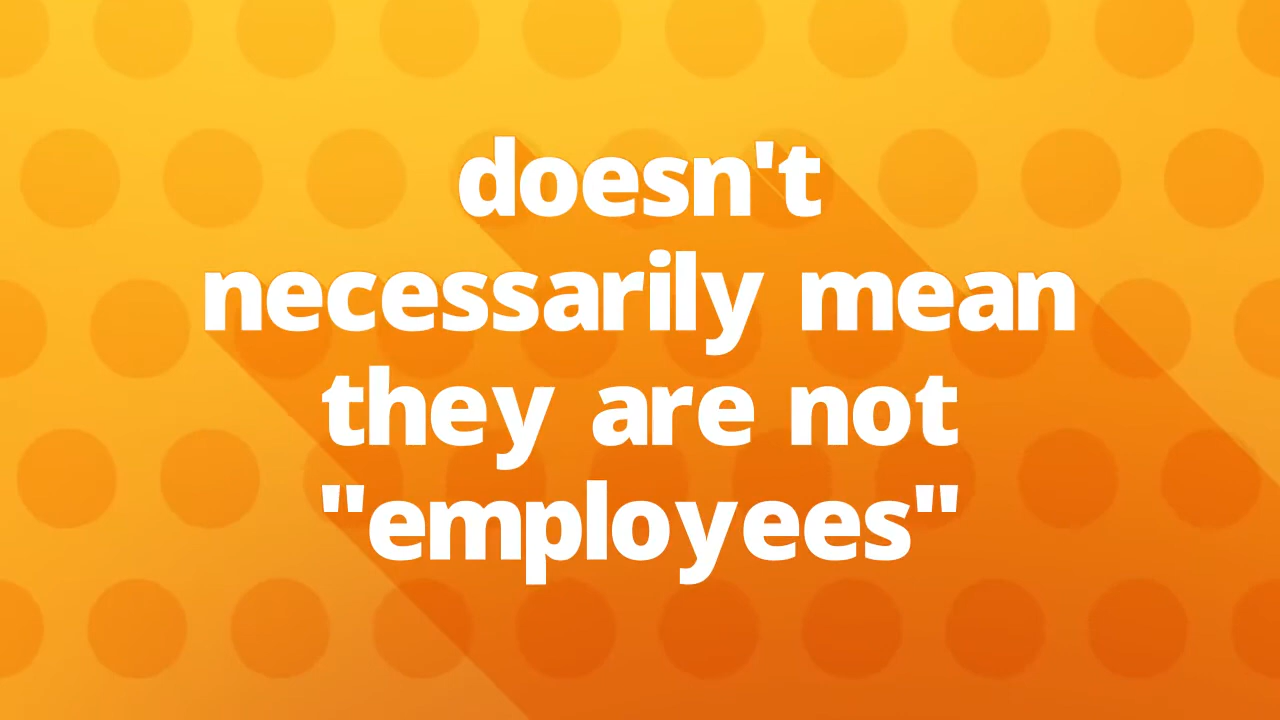 doesn't
necessarily mean
they are not
"employees"